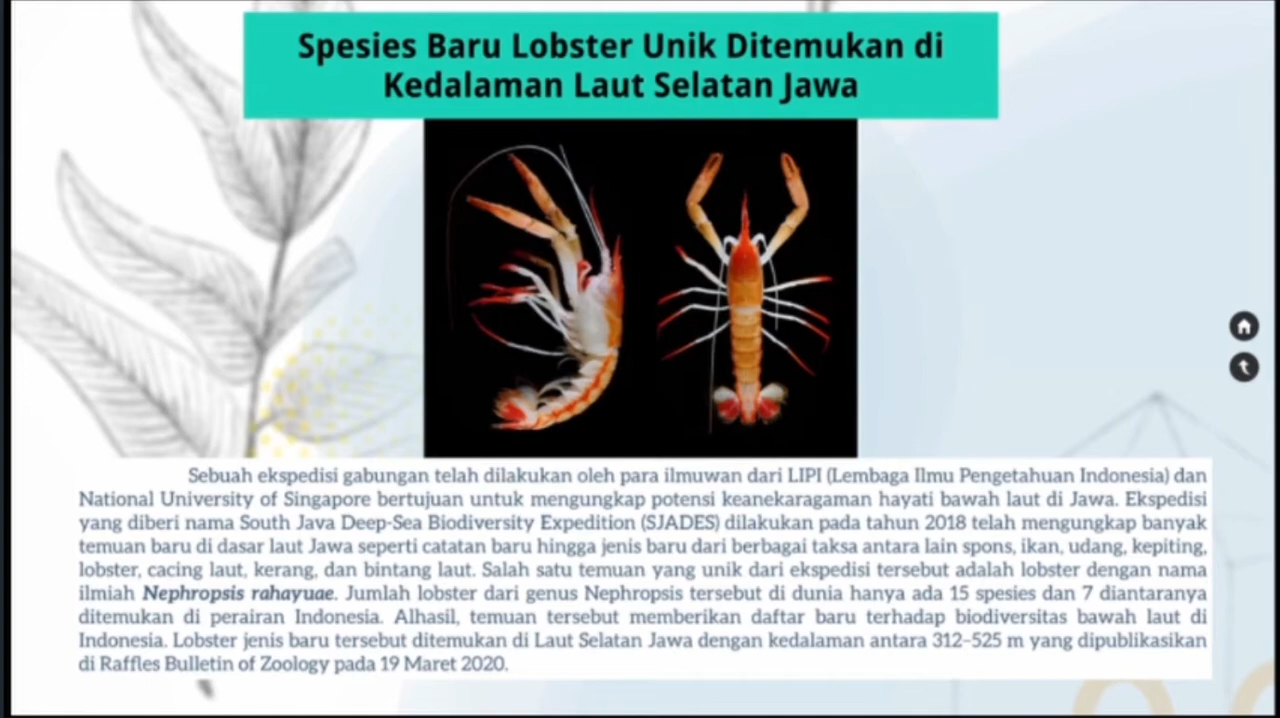 Spesies Baru Lobster Unik Ditemukan di
Kedalaman Laut Selatan Jawa
Sebuah ekspedisi gabungan telah dilakukan oleh para ilmuwan dari LIPI (Lembaga Ilmu Pengetahuan Indonesia) dan
National University of Singapore bertujuan untuk mengungkap potensi keanekaragaman hayati bawah laut di Jawa. Ekspedisi
yang diberi nama South Java Deep-Sea Biodiversity Expedition (SJADES) dilakukan pada tahun 2018 telah mengungkap banyak
temuan baru di dasar laut Jawa seperti catatan baru hingga jenis baru dari berbagai taksa antara lain spons, ikan, udang, kepiting,
lobster, cacing laut, kerang, dan bintang laut. Salah satu temuan yang unik dari ekspedisi tersebut adalah lobster dengan nama
ilmiah Nephropsis rahayuae. Jumlah lobster dari genus Nephropsis tersebut di dunia hanya ada 15 spesies dan 7 diantaranya
ditemukan di perairan Indonesia. Alhasil, temuan tersebut memberikan daftar baru terhadap biodiversitas bawah laut di
Indonesia. Lobster jenis baru tersebut ditemukan di Laut Selatan Jawa dengan kedalaman antara 312–525 m yang dipublikasikan
di Raffles Bulletin of Zoology pada 19 Maret 2020.